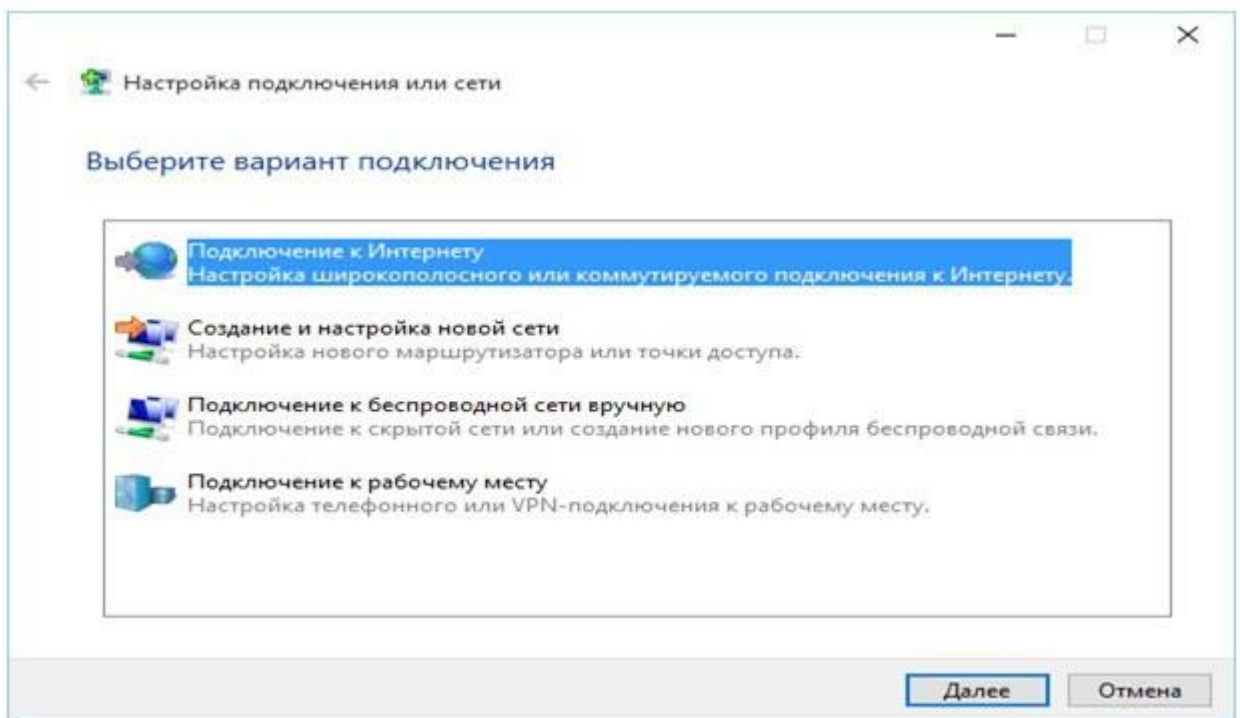 Настройка подключения или сети
Выберите вариант подключения
Подключение к Интернету
Настройка широкополосного или коммутируемого подключения к Интернету.
Создание и настройка новой сети
Настройка нового маршрутизатора или точки доступа.
Подключение к беспроводной сети вручную
Подключение к скрытой сети или создание нового профиля беспроводной связи.
Подключение к рабочему месту
Настройка телефонного или VPN-подключения к рабочему месту.
Далее
Отмена